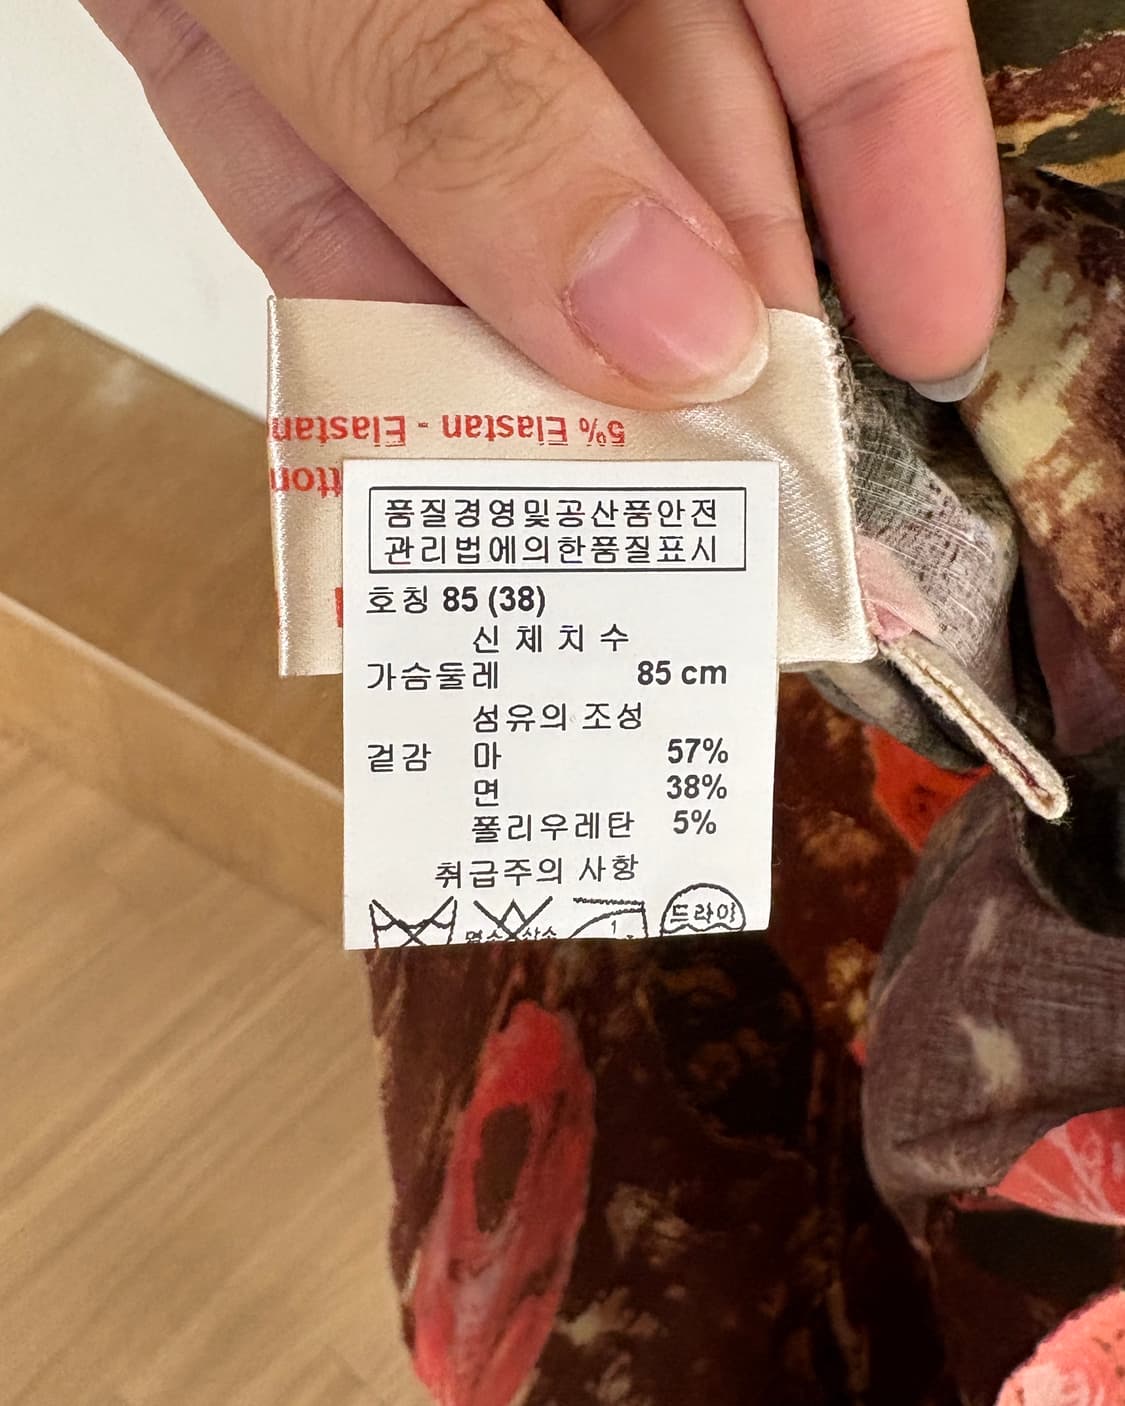 5% Elastan - Elastan
품질경영및공산품안전
관리법에의한품질표시
호칭 85 (38)
신 체 치 수
가슴둘레 85 cm
섬유의 조성
겉감 마 57%
면 38%
폴리우레탄 5%
취급주의 사항
드라이